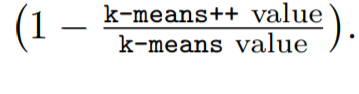 (1 − k-means++ value / k-means value).